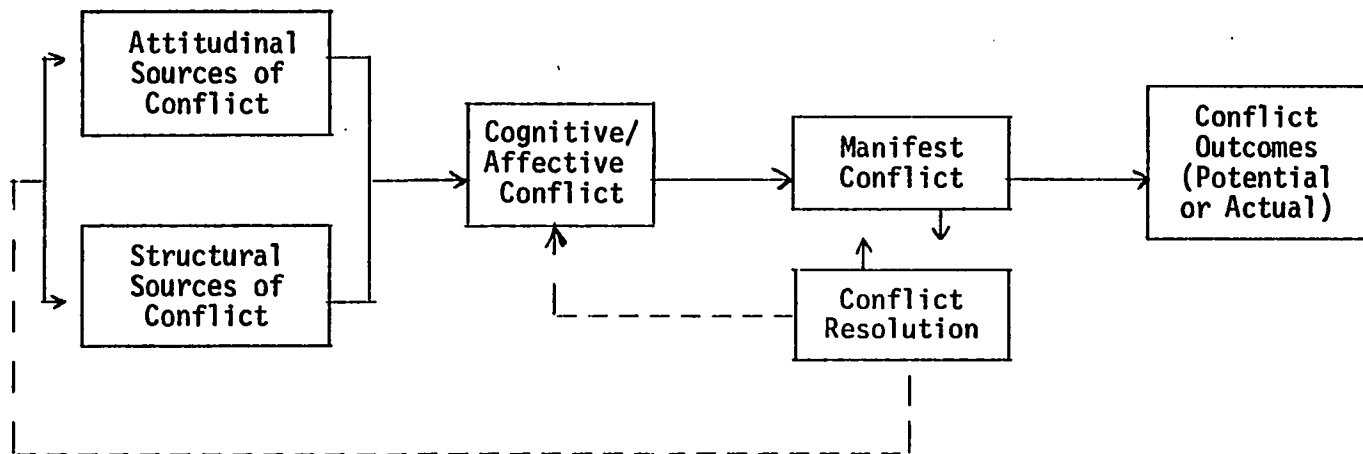 Attitudinal
Sources of
Conflict
Structural
Sources of
Conflict
Cognitive/
Affective
Conflict
Manifest
Conflict
Conflict
Resolution
Conflict
Outcomes
(Potential
or Actual)